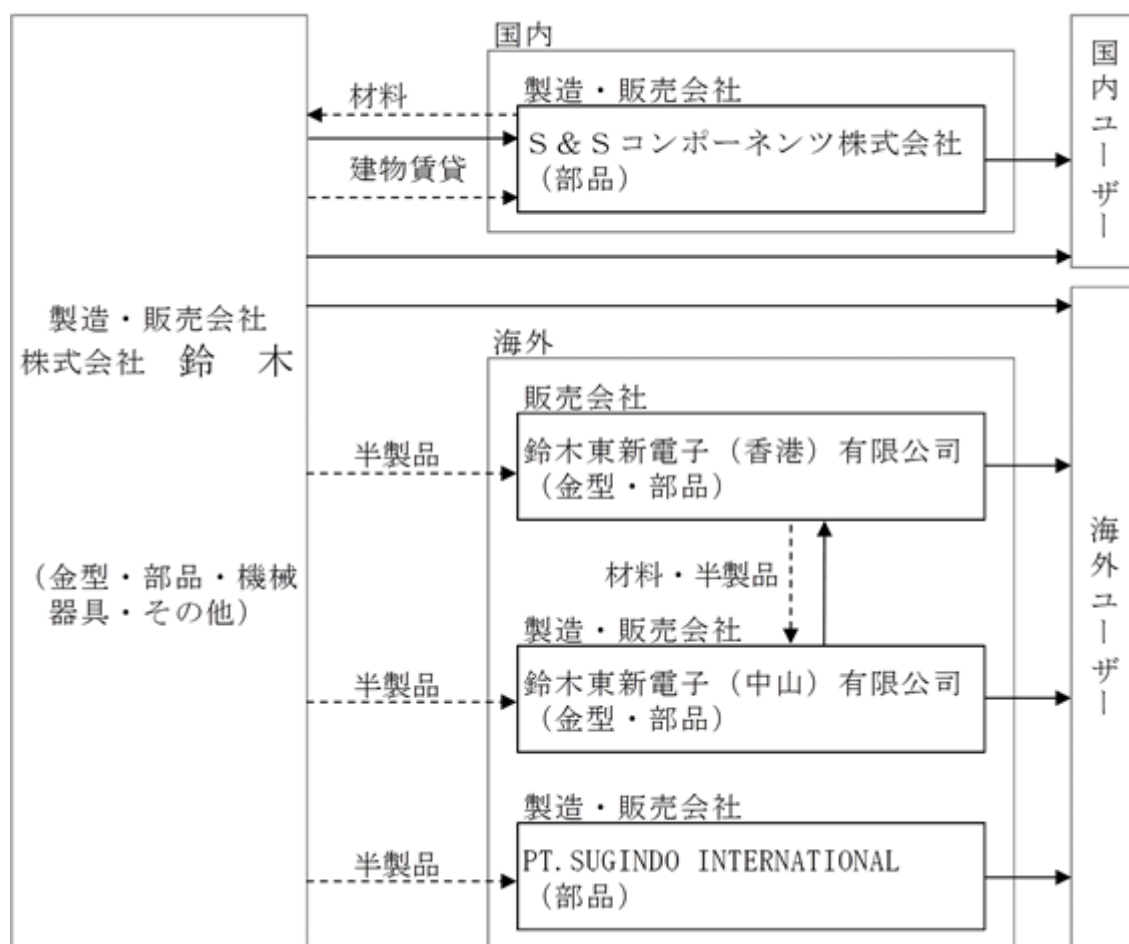 国内
製造・販売会社
材料
S&Sコンポーネンツ株式会社
(部品)
建物賃貸
国内ユーザー
製造・販売会社
株式会社 鈴 木
(金型・部品・機械
器具・その他)
海外
販売会社
半製品
鈴木東新電子(香港)有限公司
(金型・部品)
材料・半製品
製造・販売会社
半製品
鈴木東新電子(中山)有限公司
(金型・部品)
製造・販売会社
半製品
PT.SUGINDO INTERNATIONAL
(部品)
海外ユーザー